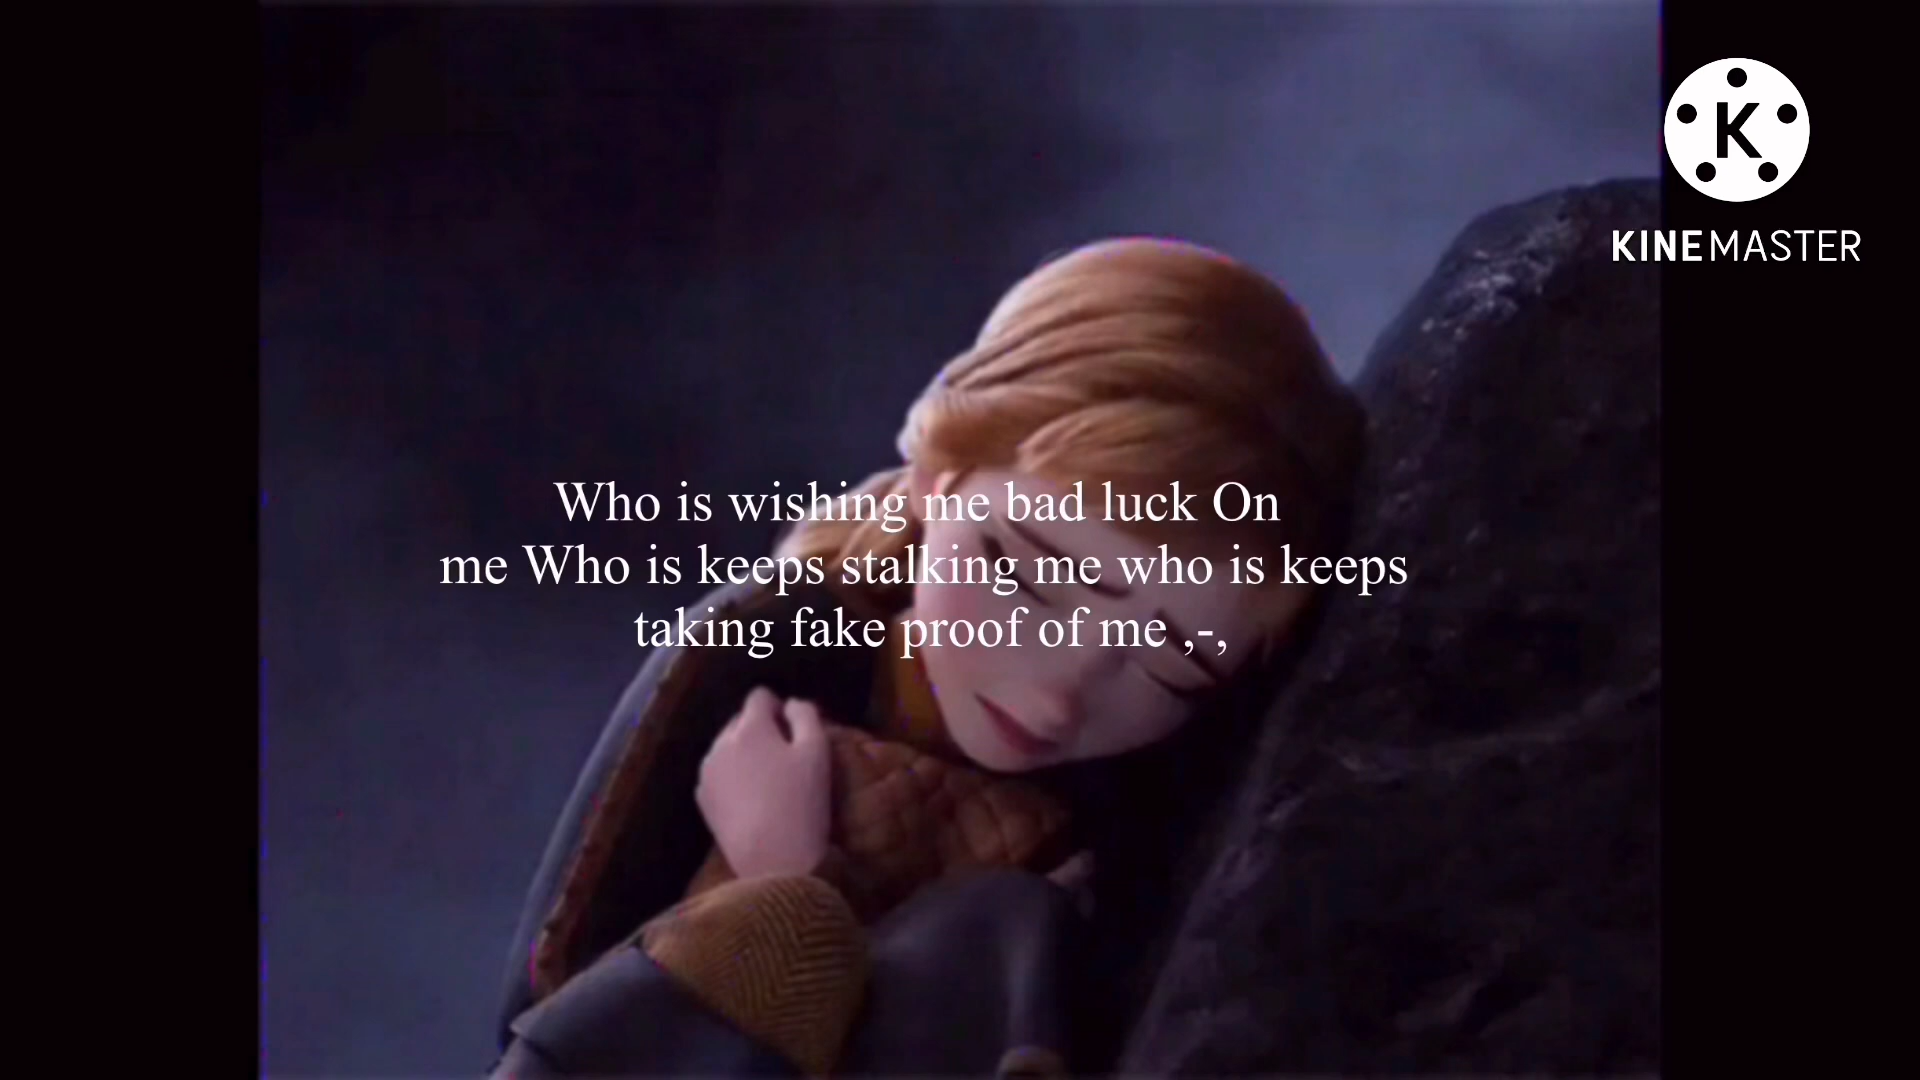 K
KINEMASTER
Who is wishing me bad luck On
me Who is keeps stalking me who is keeps
taking fake proof of me ,-,